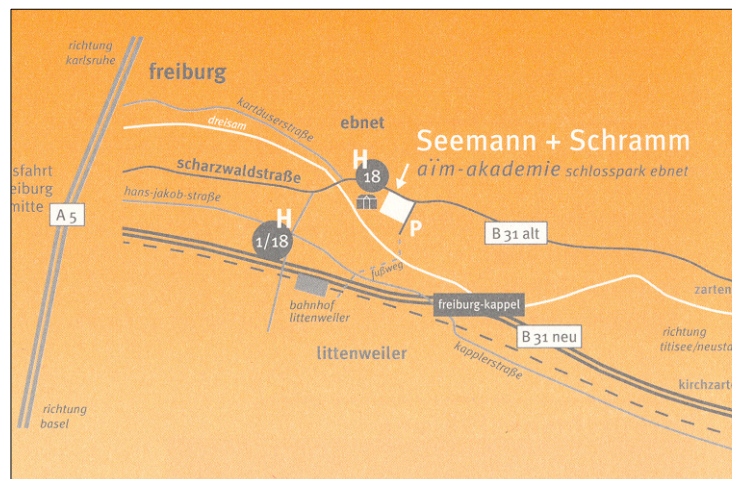 richtung
karlsruhe
freiburg
kartäuserstraße
dreisam
ebnet
Seemann + Schramm
aïm-akademie schlosspark ebnet
H
18
scharzwaldstraße
sfahrt
eiburg
mitte
hans-jakob-straße
A 5
H
1/18
P
B 31 alt
fußweg
zarten
bahnhof
littenweiler
freiburg-kappel
B 31 neu
richtung
titisee/neusta
littenweiler
kapplerstraße
kirchzarte
richtung
basel